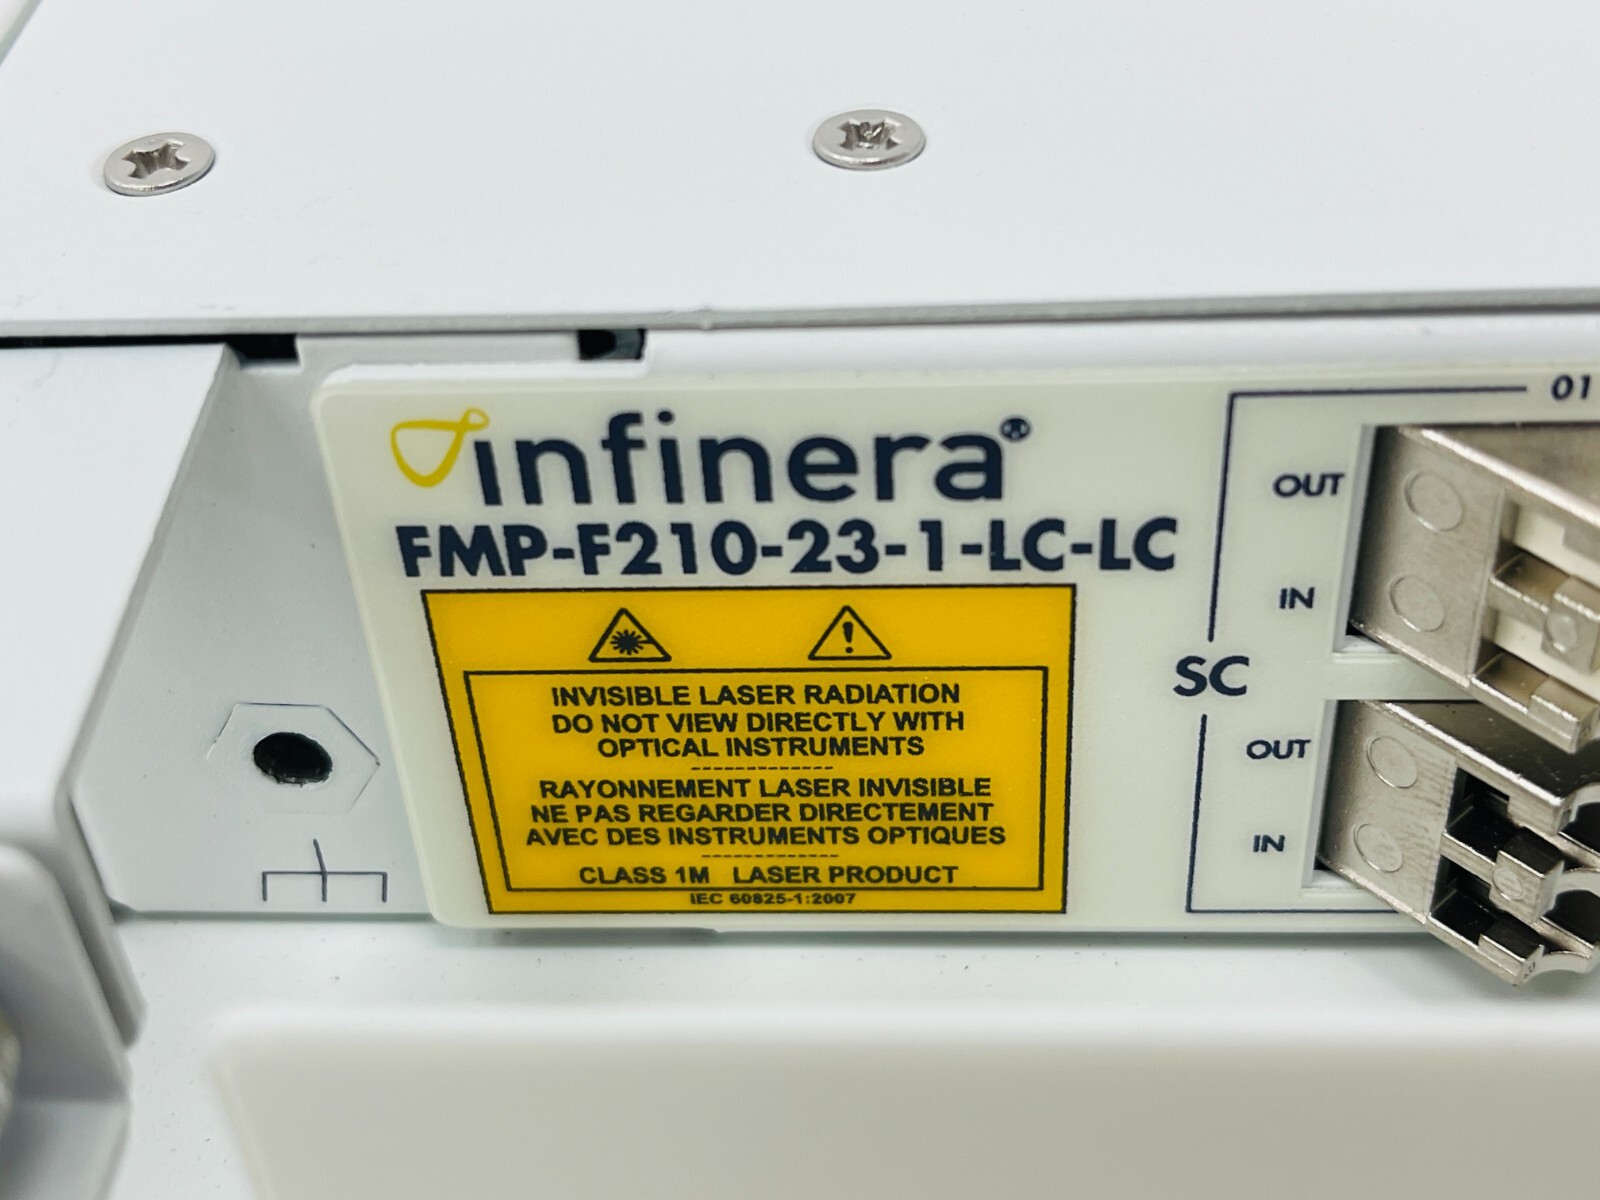 infinera
FMP-F210-23-1-LC-LC
INVISIBLE LASER RADIATION
DO NOT VIEW DIRECTLY WITH
OPTICAL INSTRUMENTS
RAYONNEMENT LASER INVISIBLE
NE PAS REGARDER DIRECTEMENT
AVEC DES INSTRUMENTS OPTIQUES
CLASS 1M LASER PRODUCT
IEC 60825-1:2007
01
OUT
IN
SC
OUT
IN